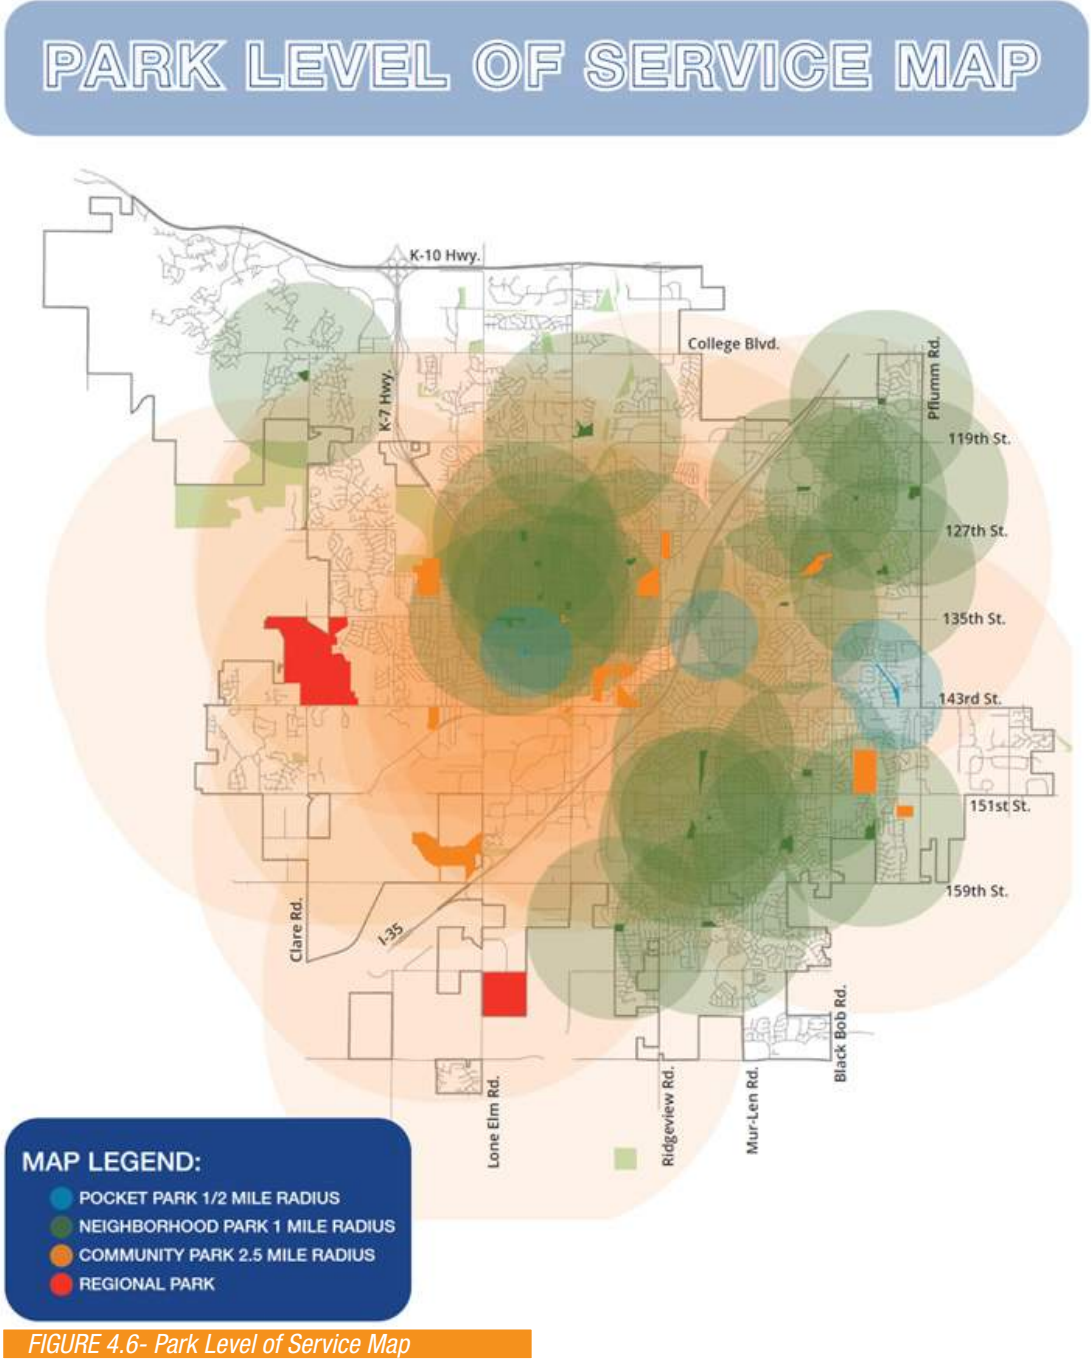 PARK LEVEL OF SERVICE MAP
K-10 Hwy.
College Blvd.
Pflumm Rd.
K-7 Hwy.
119th St.
127th St.
135th St.
143rd St.
151st St.
159th St.
Clare Rd.
I-35
Black Bob Rd.
Lone Elm Rd.
Ridgeview Rd.
Mur-Len Rd.
MAP LEGEND:
POCKET PARK 1/2 MILE RADIUS
NEIGHBORHOOD PARK 1 MILE RADIUS
COMMUNITY PARK 2.5 MILE RADIUS
REGIONAL PARK
FIGURE 4.6- Park Level of Service Map